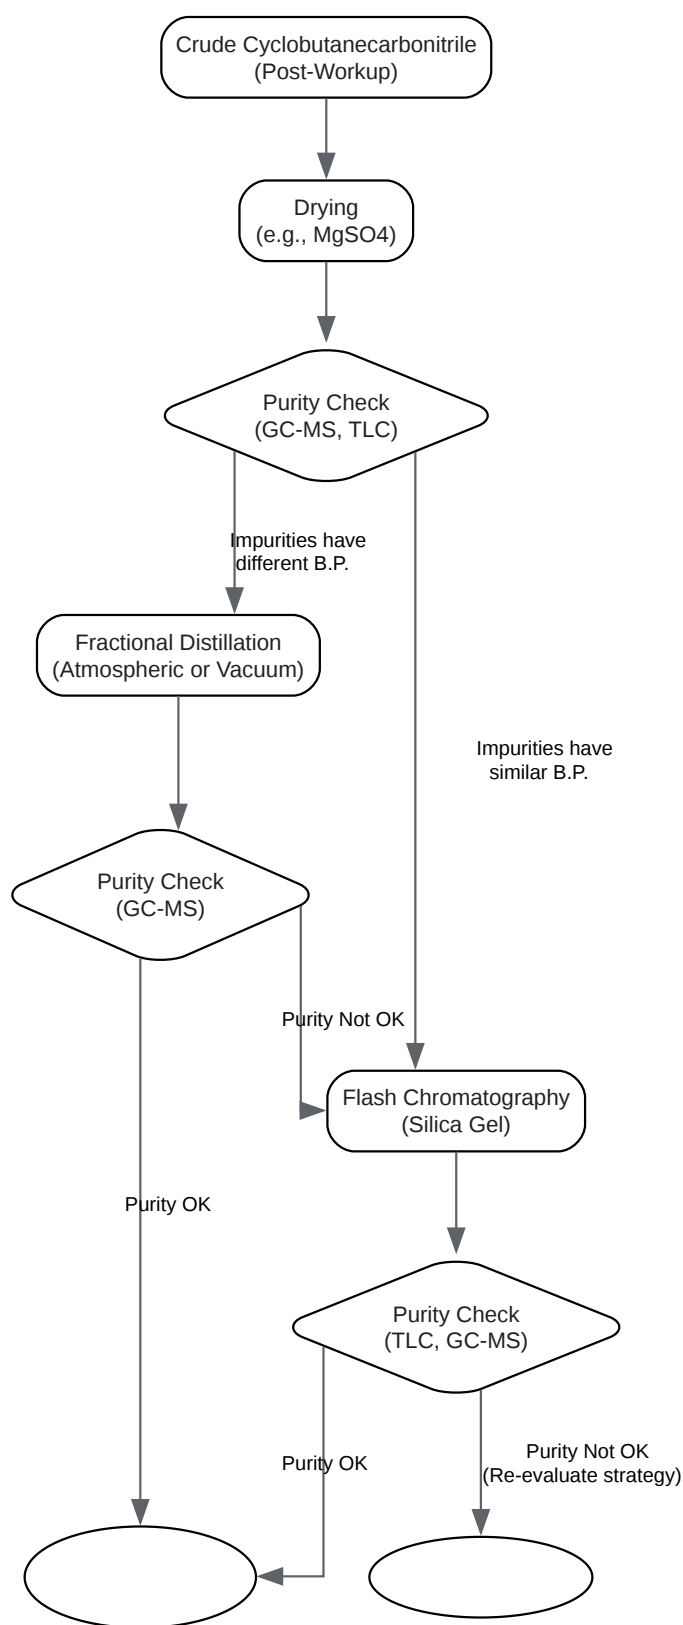 Crude Cyclobutanecarbonitrile
(Post-Workup)
Drying
(e.g., MgSO4)
Purity Check
(GC-MS, TLC)
Impurities have
different B.P.
Fractional Distillation
(Atmospheric or Vacuum)
Impurities have
similar B.P.
Purity Check
(GC-MS)
Purity Not OK
Flash Chromatography
(Silica Gel)
Purity OK
Purity Check
(TLC, GC-MS)
Purity OK
Purity Not OK
(Re-evaluate strategy)